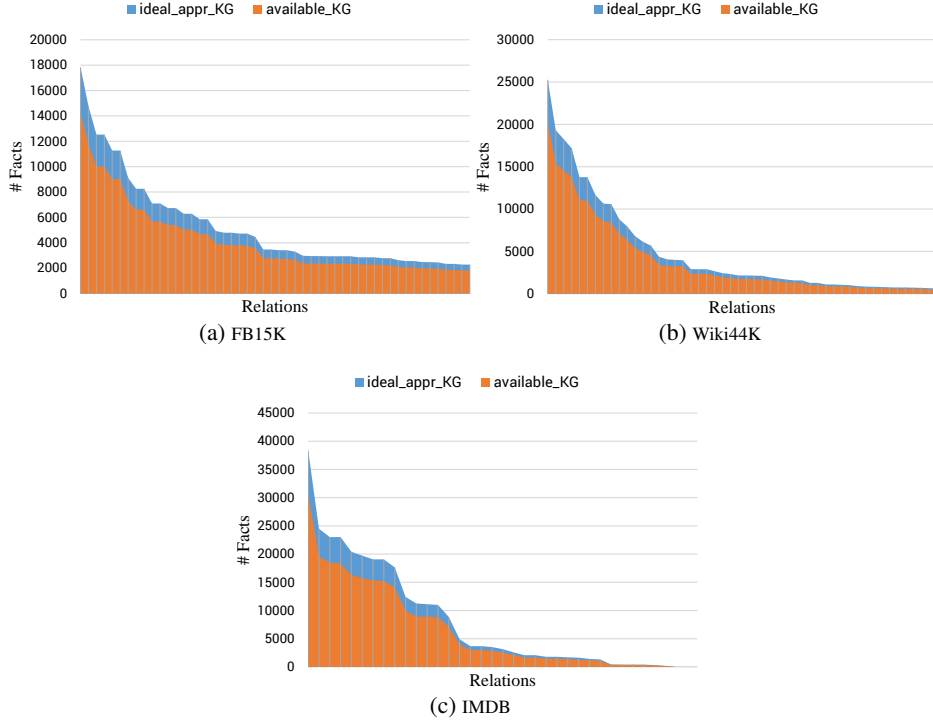 ideal_appr_KG available_KG
20000
18000
16000
14000
12000
10000
8000
6000
4000
2000
0
# Facts
Relations
(a) FB15K
ideal_appr_KG available_KG
30000
25000
20000
15000
10000
5000
0
# Facts
Relations
(b) Wiki44K
ideal_appr_KG available_KG
45000
40000
35000
30000
25000
20000
15000
10000
5000
0
# Facts
Relations
(c) IMDB